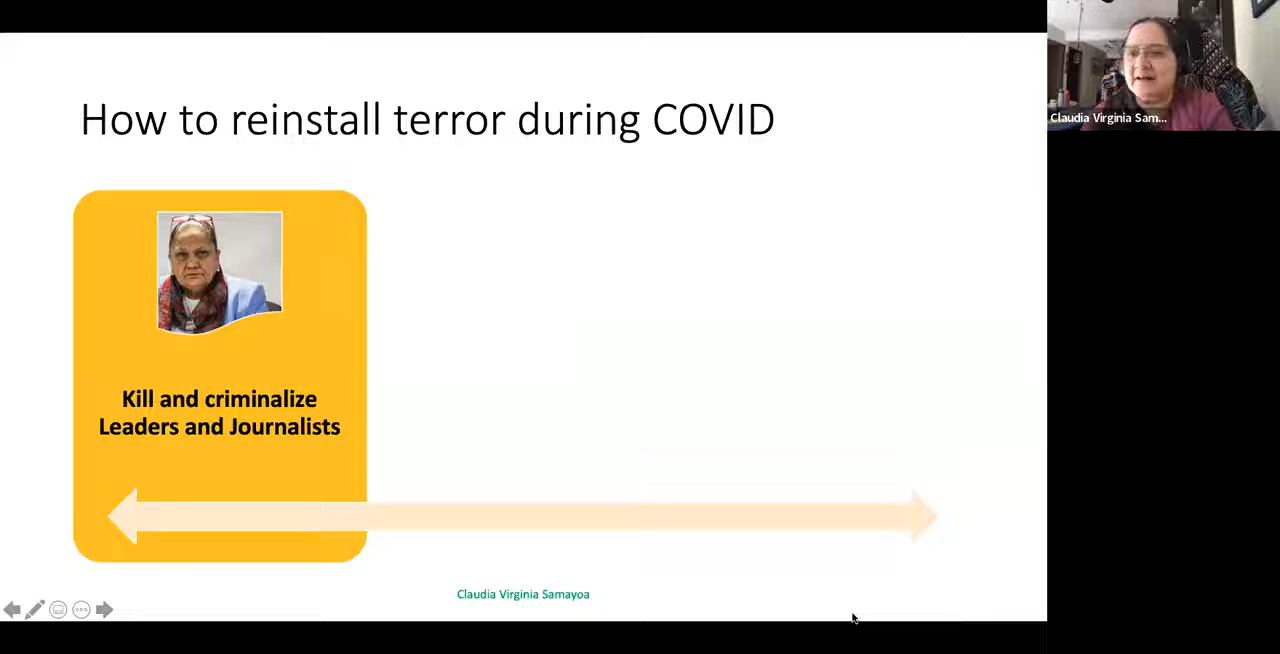 How to reinstall terror during COVID
Claudia Virginia Sam...
Kill and criminalize
Leaders and Journalists
Claudia Virginia Samayoa